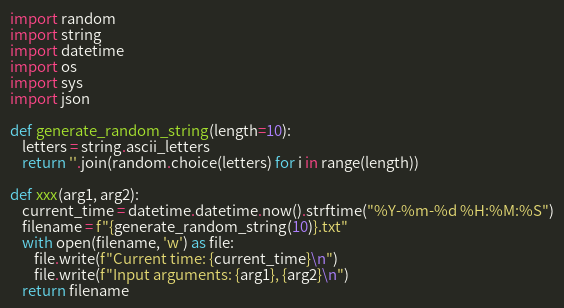 import random
import string
import datetime
import os
import sys
import json

def generate_random_string(length=10):
    letters = string.ascii_letters
    return ''.join(random.choice(letters) for i in range(length))

def xxx(arg1, arg2):
    current_time = datetime.datetime.now().strftime("%Y-%m-%d %H:%M:%S")
    filename = f"{generate_random_string(10)}.txt"
    with open(filename, 'w') as file:
        file.write(f"Current time: {current_time}\n")
        file.write(f"Input arguments: {arg1}, {arg2}\n")
    return filename